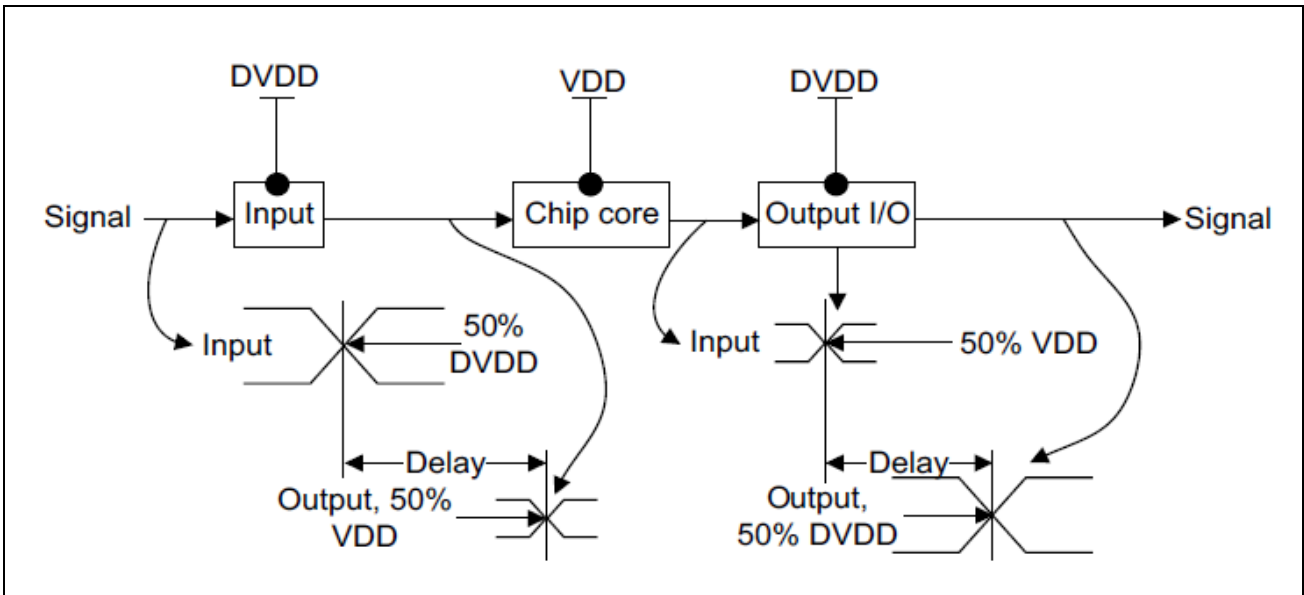 DVDD
VDD
DVDD
Signal
Input
Chip core
Output I/O
Signal
Input
50%
DVDD
Input
50% VDD
Delay
Output, 50%
VDD
Delay
Output,
50% DVDD